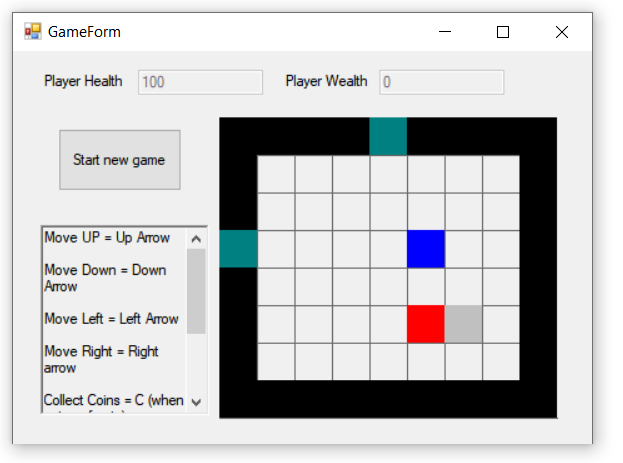 GameForm
Player Health 100 Player Wealth 0
Start new game
Move UP = Up Arrow
Move Down = Down
Arrow
Move Left = Left Arrow
Move Right = Right
arrow
Collect Coins = C (when